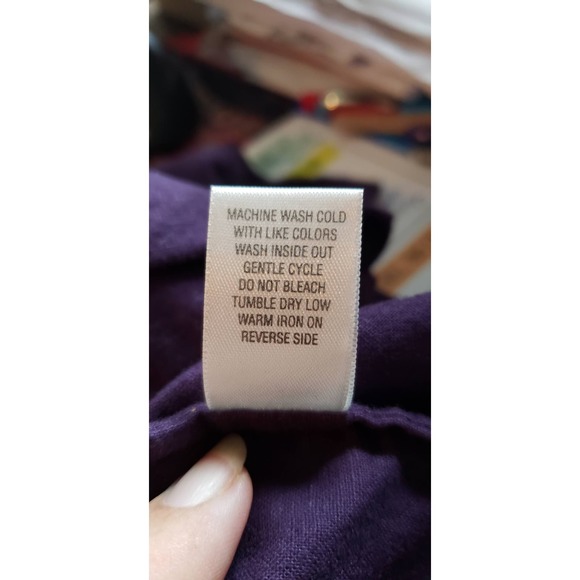 MACHINE WASH COLD
WITH LIKE COLORS
WASH INSIDE OUT
GENTLE CYCLE
DO NOT BLEACH
TUMBLE DRY LOW
WARM IRON ON
REVERSE SIDE